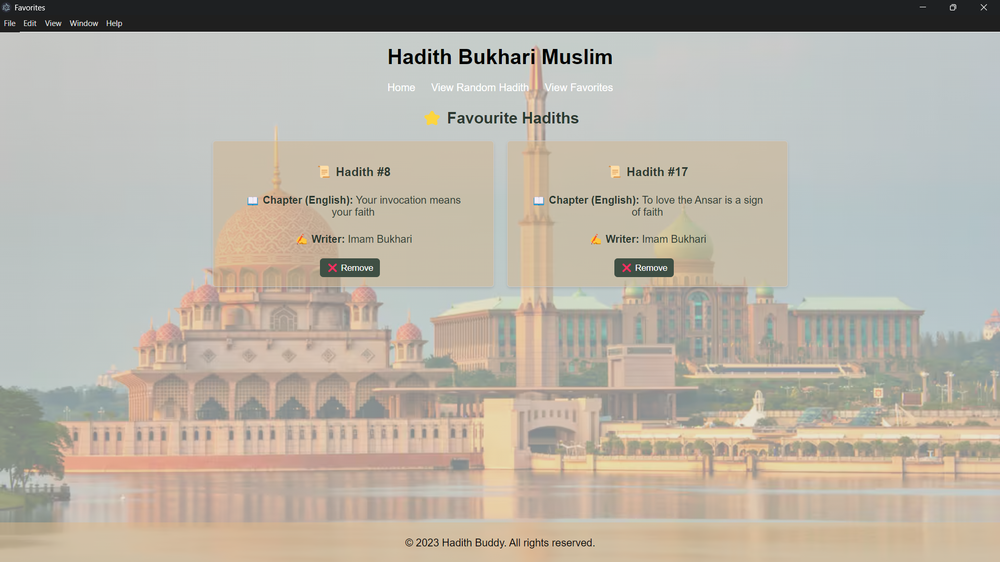 Favorites
File Edit View Window Help
Hadith Bukhari Muslim
Home View Random Hadith View Favorites
⭐ Favourite Hadiths
📜 Hadith #8
📖 Chapter (English): Your invocation means
your faith
✍️ Writer: Imam Bukhari
❌ Remove
📜 Hadith #17
📖 Chapter (English): To love the Ansar is a sign
of faith
✍️ Writer: Imam Bukhari
❌ Remove
© 2023 Hadith Buddy. All rights reserved.